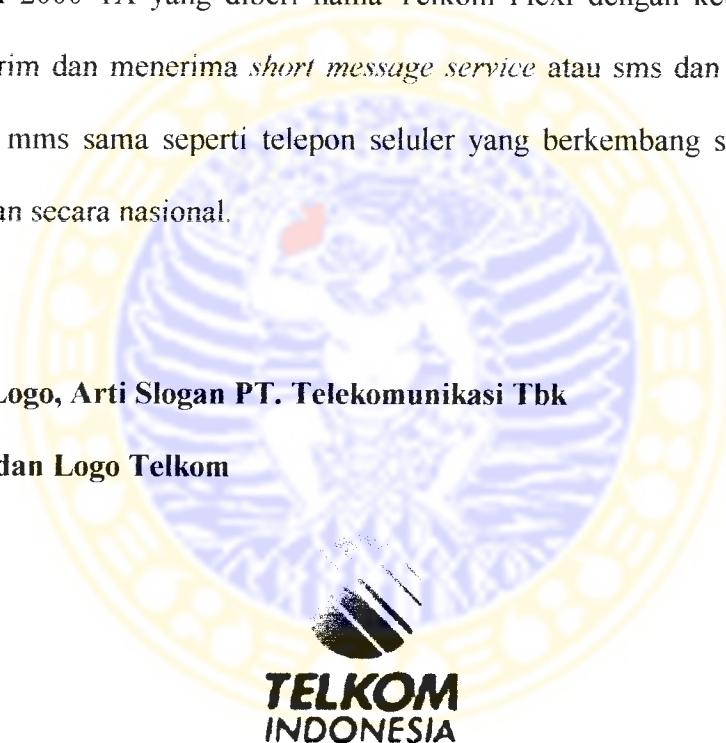 2000 1X yang diberi nama Telkom Flexi dengan
rim dan menerima short message service atau sms dan
mms sama seperti telepon seluler yang berkembang s
an secara nasional.
Logo, Arti Slogan PT. Telekomunikasi Tbk
dan Logo Telkom
TELKOM
INDONESIA